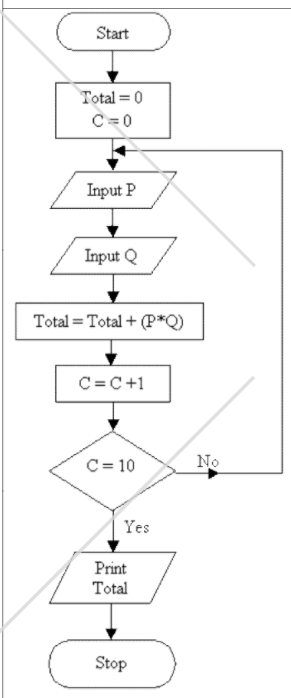 Start
Total = 0
C = 0
Input P
Input Q
Total = Total + (P*Q)
C = C +1
C = 10
No
Yes
Print
Total
Stop